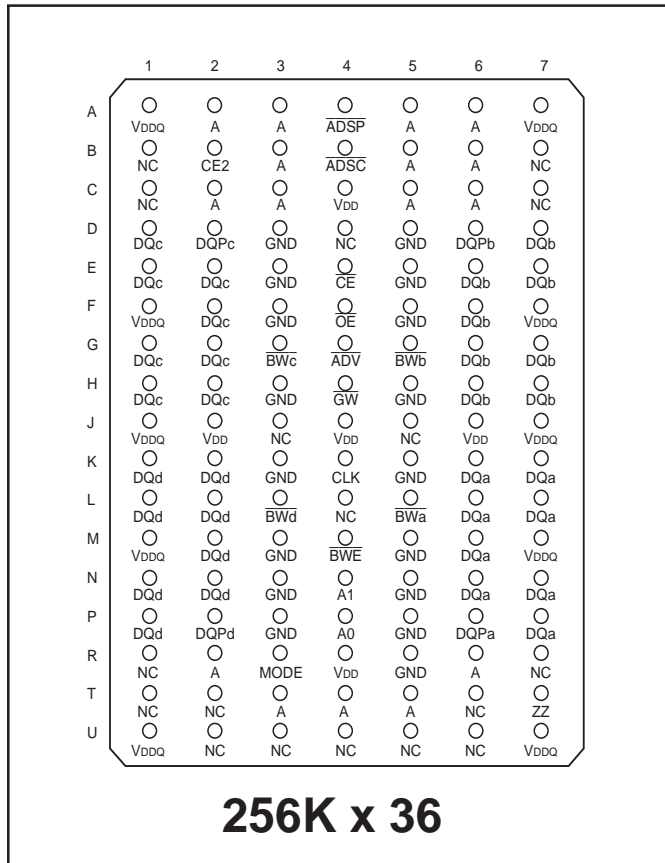 1 2 3 4 5 6 7
A
VDDQ A A ADSP A A VDDQ
B
NC CE2 A ADSC A A NC
C
NC A A VDD A A NC
D
DQc DQPc GND NC GND DQPb DQb
E
DQc DQc GND CE GND DQb DQb
F
VDDQ DQc GND OE GND DQb VDDQ
G
DQc DQc BWc ADV BWb DQb DQb
H
DQc DQc GND GW GND DQb DQb
J
VDDQ VDD NC VDD NC VDD VDDQ
K
DQd DQd GND CLK GND DQa DQa
L
DQd DQd BWd NC BWa DQa DQa
M
VDDQ DQd GND BWE GND DQa VDDQ
N
DQd DQd GND A1 GND DQa DQa
P
DQd DQPd GND A0 GND DQPa DQa
R
NC A MODE VDD GND A NC
T
NC NC A A A NC ZZ
U
VDDQ NC NC NC NC NC VDDQ
256K x 36